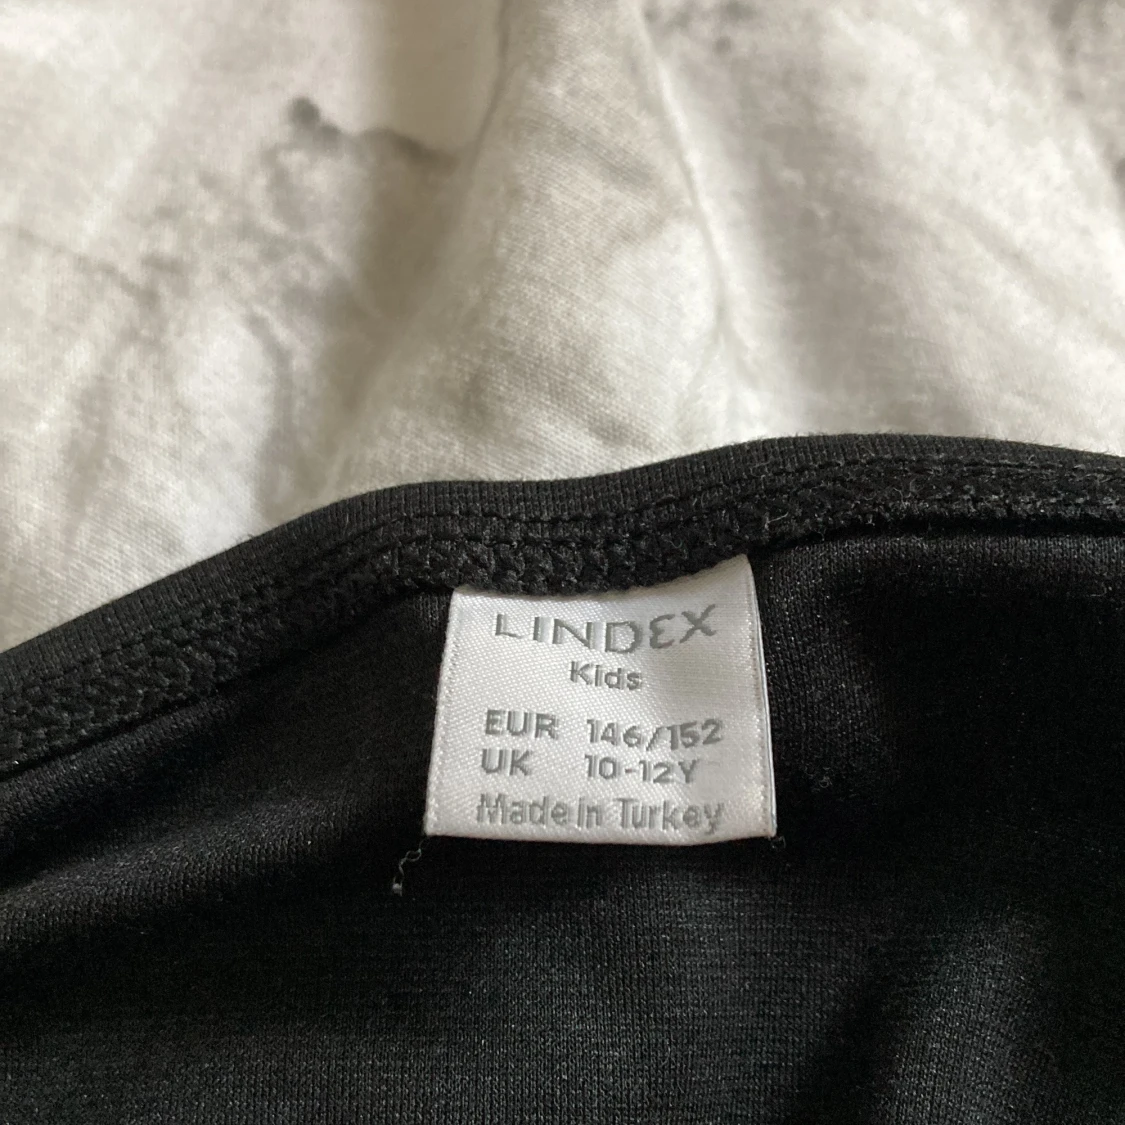 LINDEX
Kids
EUR 146/152
UK 10-12Y
Made in Turkey